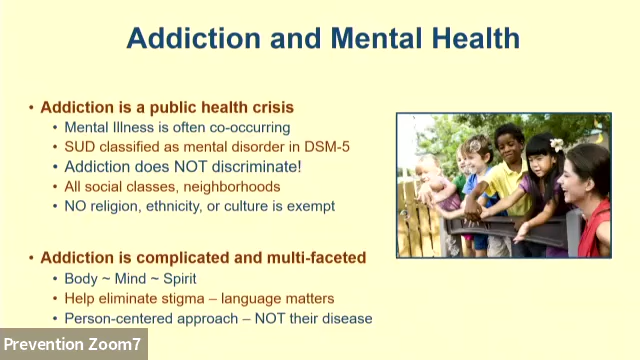 Addiction and Mental Health
• Addiction is a public health crisis
• Mental Illness is often co-occurring
• SUD classified as mental disorder in DSM-5
• Addiction does NOT discriminate!
• All social classes, neighborhoods
• NO religion, ethnicity, or culture is exempt
• Addiction is complicated and multi-faceted
• Body ~ Mind ~ Spirit
• Help eliminate stigma – language matters
• Person-centered approach – NOT their disease
Prevention Zoom7